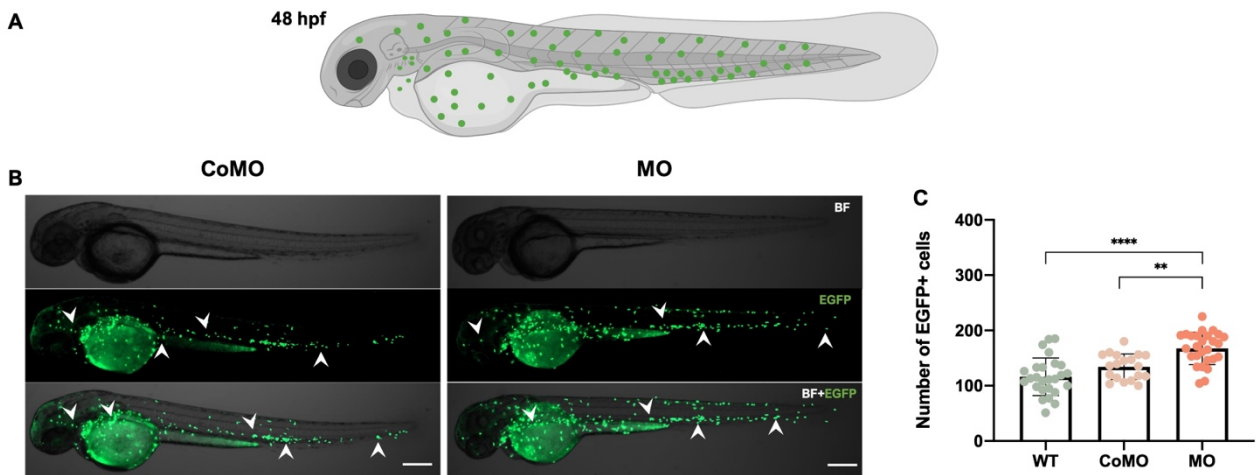 A
48 hpf
B
CoMO
MO
BF
EGFP
BF+EGFP
C
Number of EGFP+ cells
400
300
200
100
0
****
**
WT
CoMO
MO